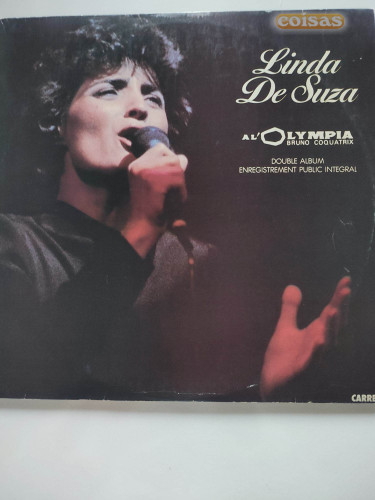 coisas
Linda
De Suza
A L'OLYMPIA
BRUNO COQUATRIX
DOUBLE ALBUM
ENREGISTREMENT PUBLIC INTEGRAL
CARRE